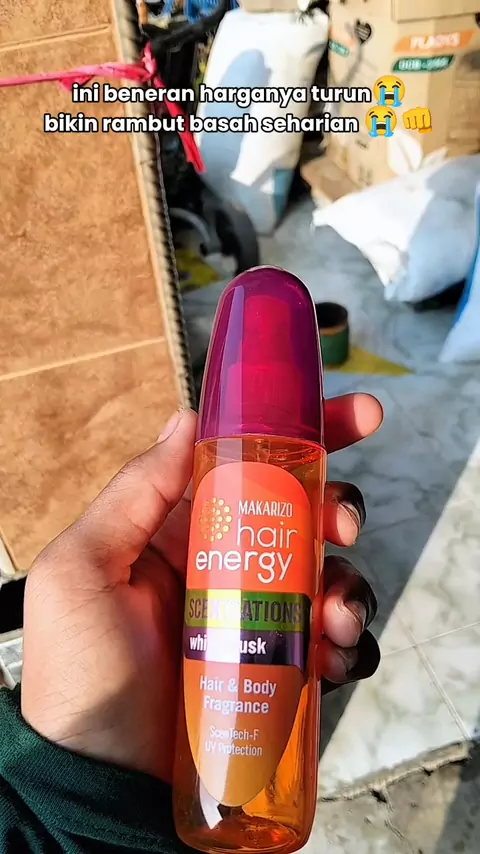 ini beneran harganya turun😭
bikin rambut basah seharian 😭👊
MAKARIZO
hair
energy
white musk
Hair & Body
Fragrance
ScenTech-F
UV Protection